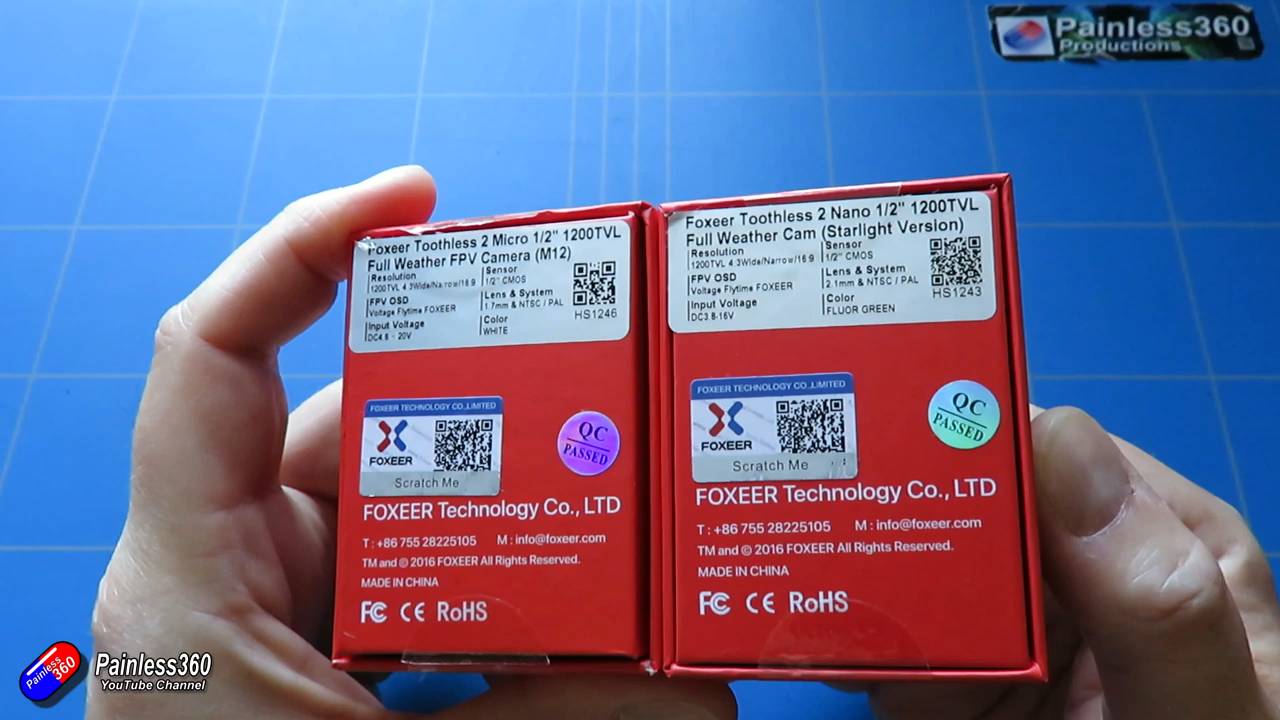 Painless360
Productions
Foxeer Toothless 2 Micro 1/2" 1200TVL
Full Weather FPV Camera (M12)
Resolution
1200TVL 4:3Wide/Narrow/16:9
Sensor
1/2" CMOS
FPV OSD
Voltage Flytime FOXEER
Lens & System
1.7mm & NTSC / PAL
Input Voltage
DC4.6 - 20V
Color
WHITE
HS1246
FOXEER TECHNOLOGY CO.,LIMITED
FOXEER
Scratch Me
QC
PASSED
FOXEER Technology Co., LTD
T : +86 755 28225105 M : info@foxeer.com
TM and © 2016 FOXEER All Rights Reserved.
MADE IN CHINA
FC CE RoHS
Foxeer Toothless 2 Nano 1/2" 1200TVL
Full Weather Cam (Starlight Version)
Resolution
1200TVL 4:3Wide/Narrow/16:9
Sensor
1/2" CMOS
FPV OSD
Voltage Flytime FOXEER
Lens & System
2.1mm & NTSC / PAL
Input Voltage
DC3.8-16V
Color
FLUOR GREEN
HS1243
FOXEER TECHNOLOGY CO.,LIMITED
FOXEER
Scratch Me
QC
PASSED
FOXEER Technology Co., LTD
T : +86 755 28225105 M : info@foxeer.com
TM and © 2016 FOXEER All Rights Reserved.
MADE IN CHINA
FC CE RoHS
Painless
360
Painless360
YouTube Channel